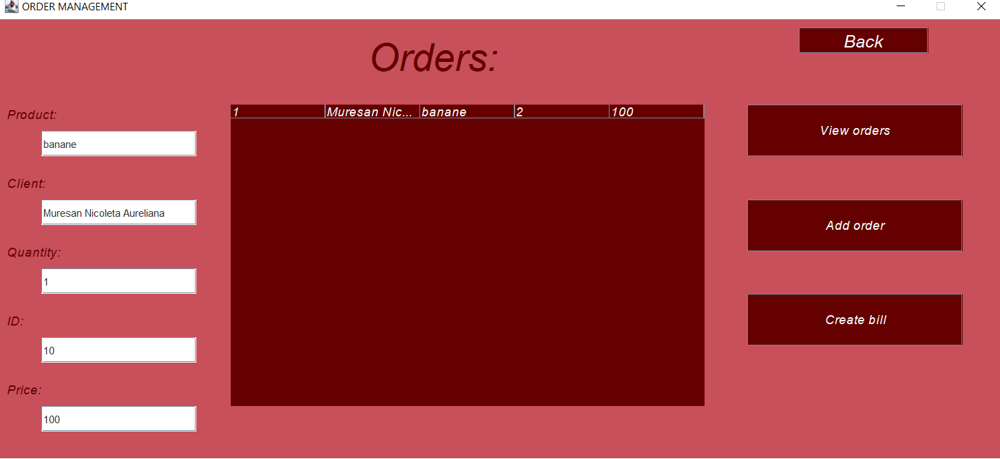 ORDER MANAGEMENT
Orders:
Back
Product:
banane
Client:
Muresan Nicoleta Aureliana
Quantity:
1
ID:
10
Price:
100
1 Muresan Nic... banane 2 100
View orders
Add order
Create bill